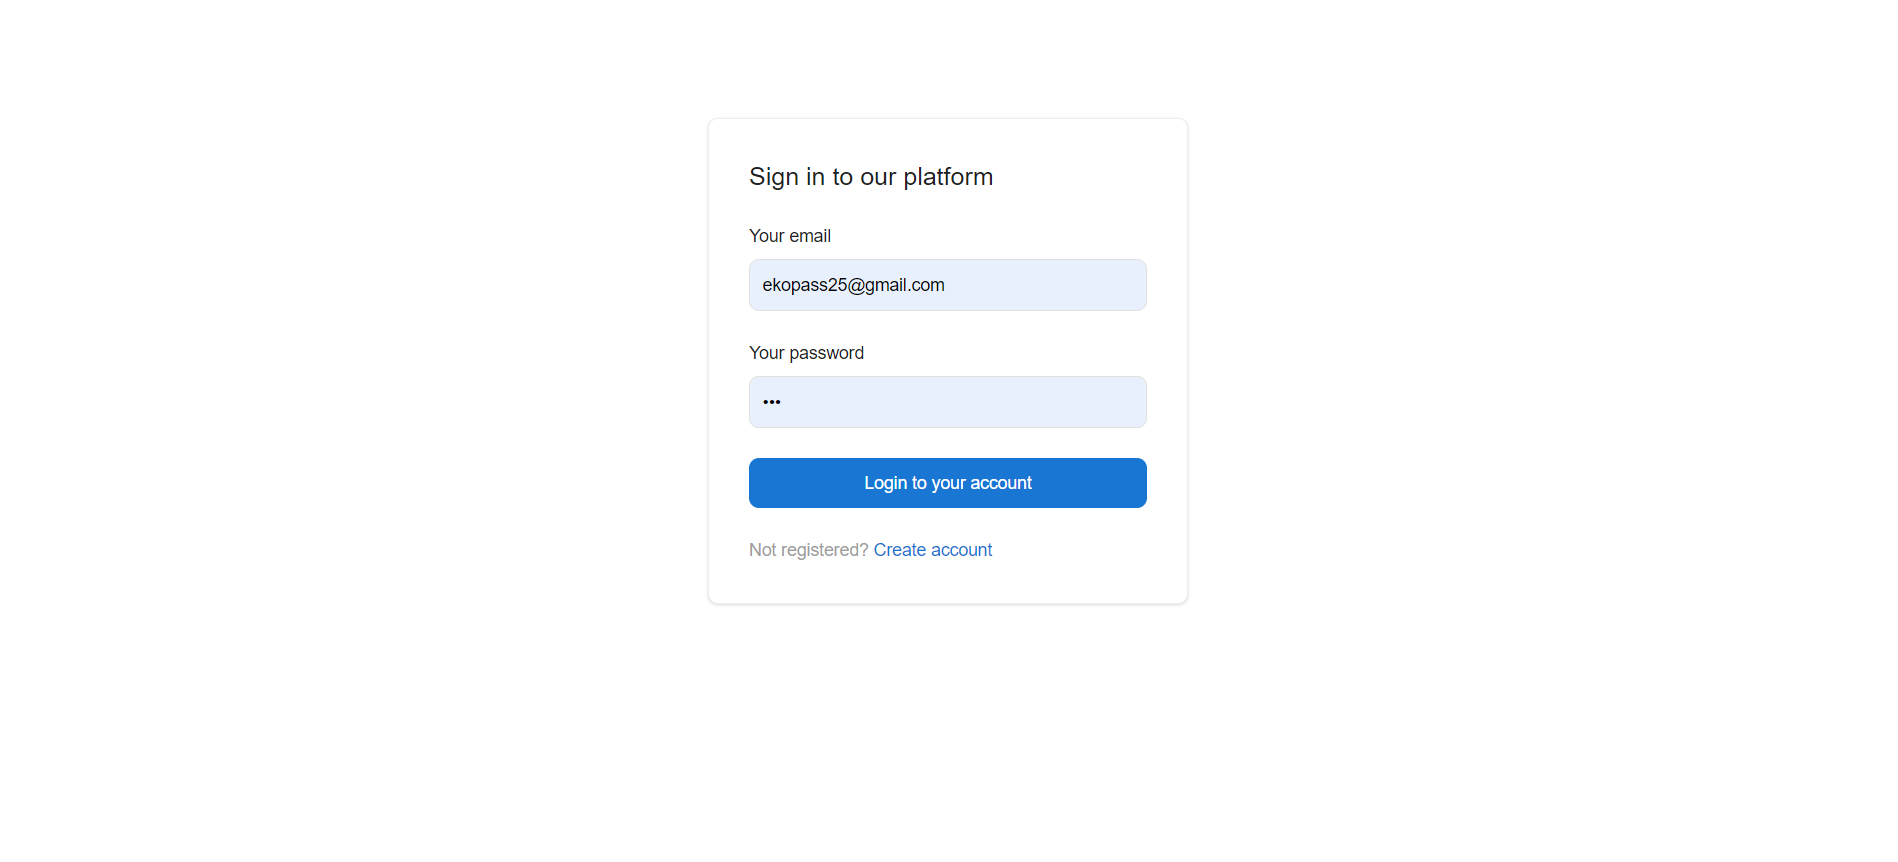 Sign in to our platform
Your email
ekopass25@gmail.com
Your password
•••
Login to your account
Not registered? Create account